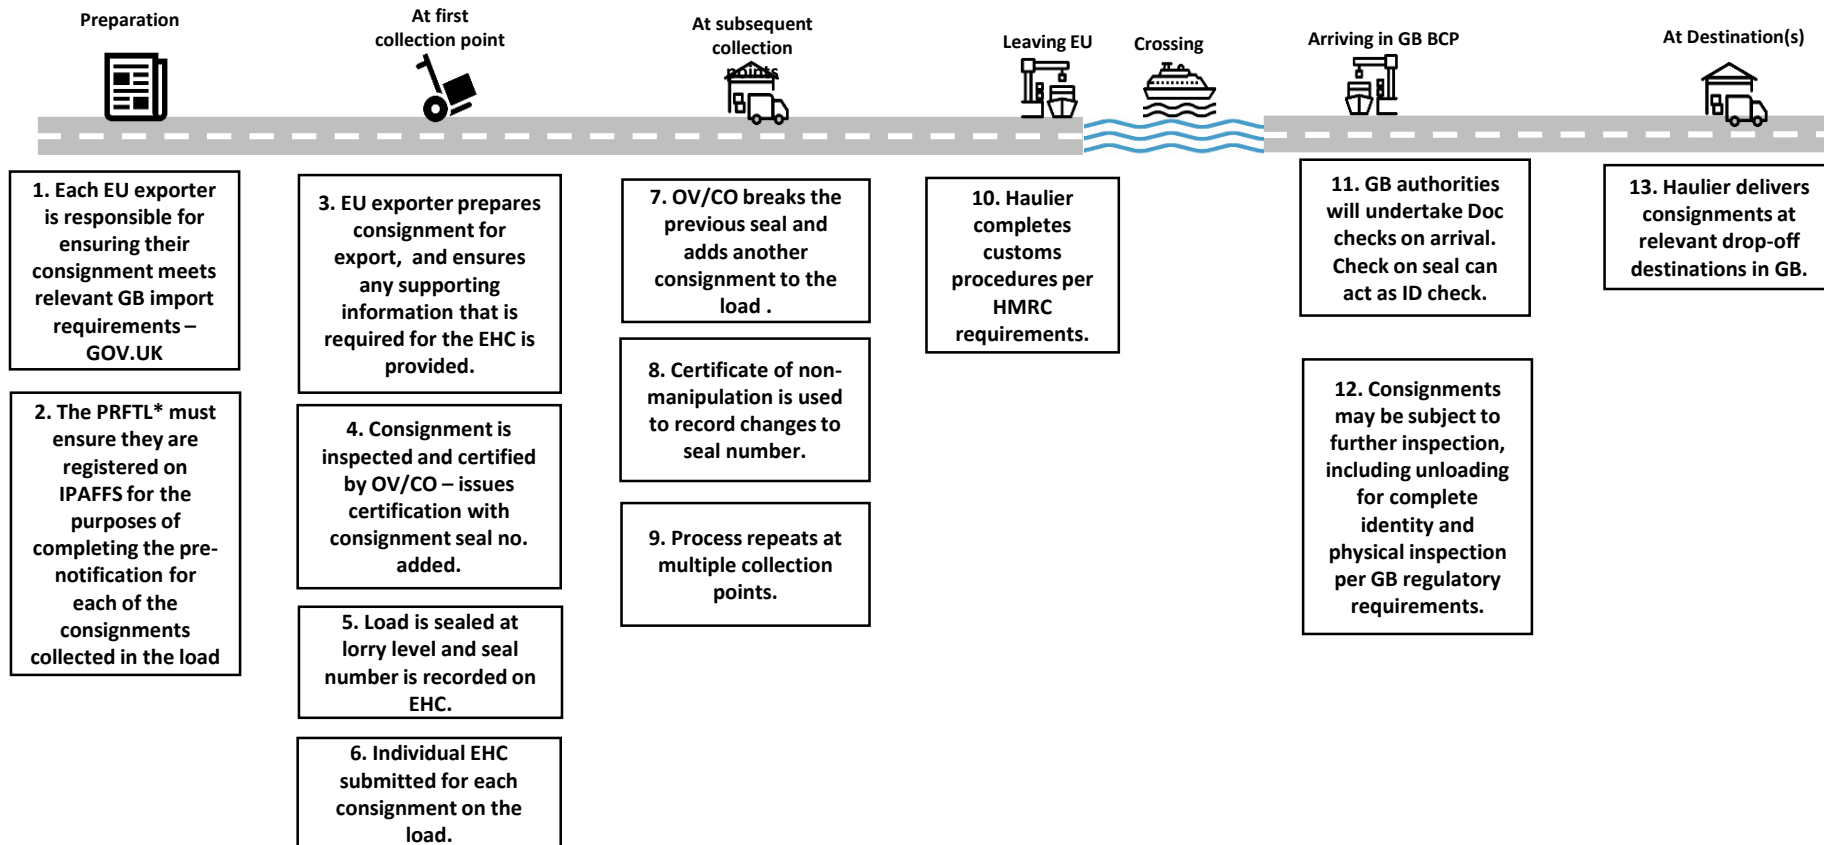 Preparation
At first
collection point
At subsequent
collection
points
Leaving EU
Crossing
Arriving in GB BCP
At Destination(s)
1. Each EU exporter
is responsible for
ensuring their
consignment meets
relevant GB import
requirements –
GOV.UK
2. The PRFTL* must
ensure they are
registered on
IPAFFS for the
purposes of
completing the pre-
notification for
each of the
consignments
collected in the load
3. EU exporter prepares
consignment for
export, and ensures
any supporting
information that is
required for the EHC is
provided.
4. Consignment is
inspected and certified
by OV/CO – issues
certification with
consignment seal no.
added.
5. Load is sealed at
lorry level and seal
number is recorded on
EHC.
6. Individual EHC
submitted for each
consignment on the
load.
7. OV/CO breaks the
previous seal and
adds another
consignment to the
load .
8. Certificate of non-
manipulation is used
to record changes to
seal number.
9. Process repeats at
multiple collection
points.
10. Haulier
completes
customs
procedures per
HMRC
requirements.
11. GB authorities
will undertake Doc
checks on arrival.
Check on seal can
act as ID check.
12. Consignments
may be subject to
further inspection,
including unloading
for complete
identity and
physical inspection
per GB regulatory
requirements.
13. Haulier delivers
consignments at
relevant drop-off
destinations in GB.